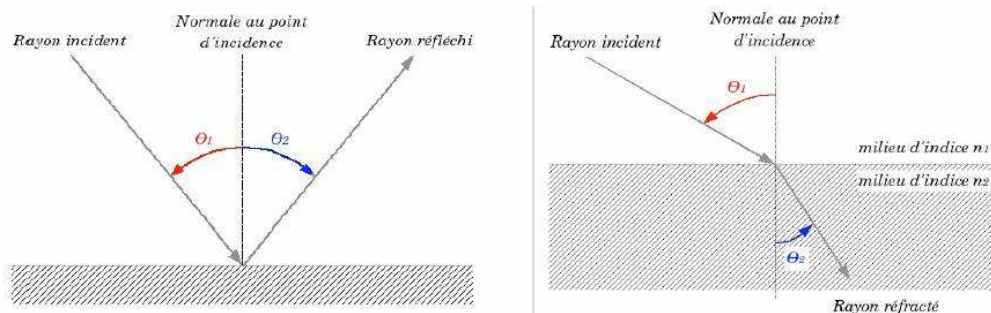 Normale au point
d'incidence
Rayon incident
Rayon réfléchi
Θ1
Θ2
Normale au point
d'incidence
Rayon incident
Θ1
milieu d'indice n1
milieu d'indice n2
Θ2
Rayon réfracté